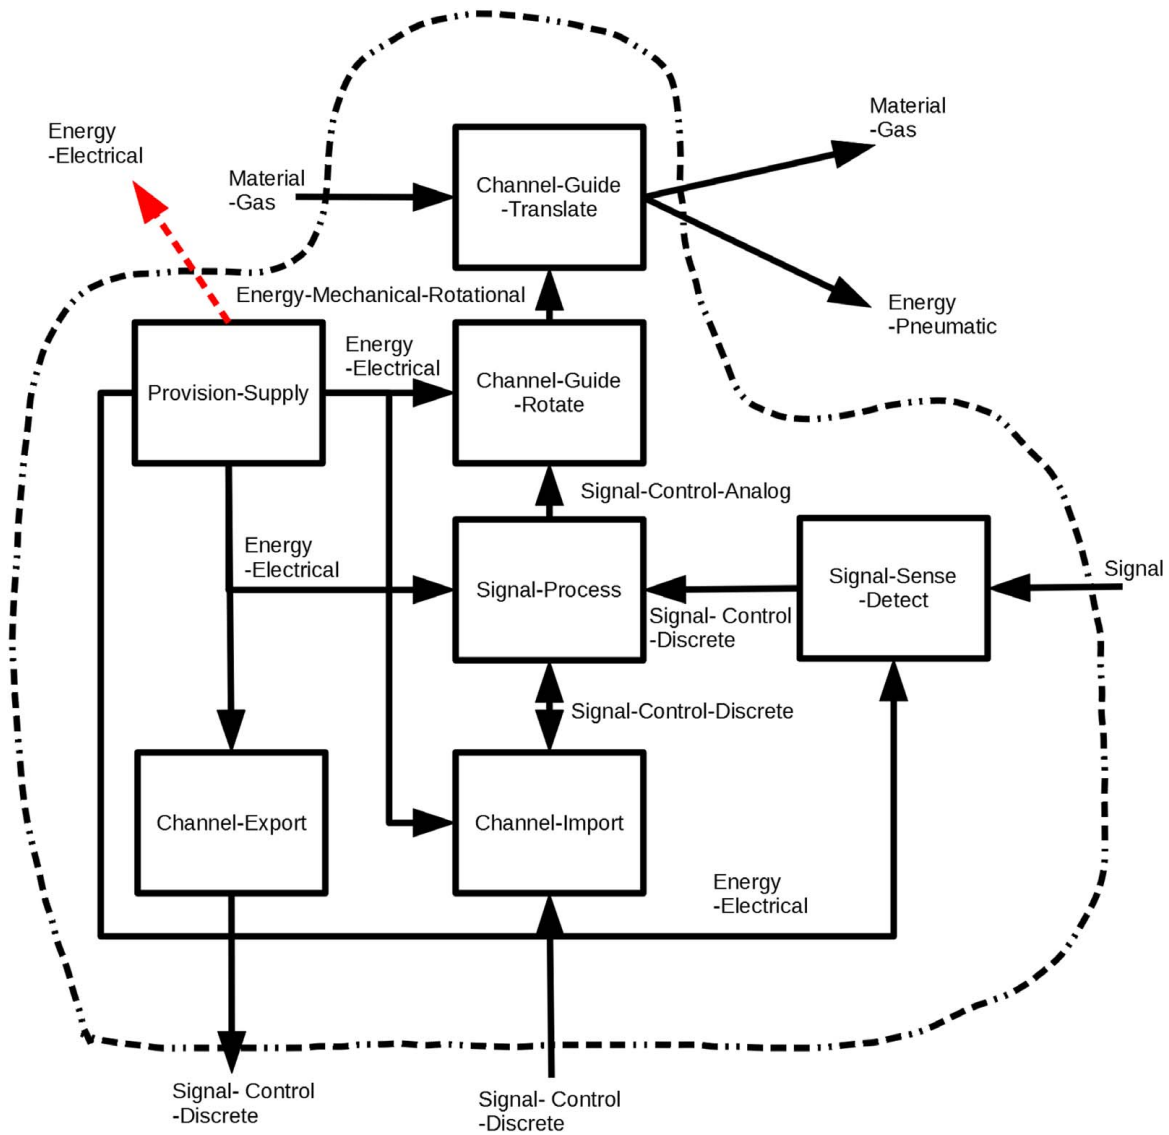 Material
-Gas
Energy
-Electrical
Material
-Gas
Channel-Guide
-Translate
Energy-Mechanical-Rotational
Energy
-Pneumatic
Energy
-Electrical
Provision-Supply
Channel-Guide
-Rotate
Signal-Control-Analog
Energy
-Electrical
Signal-Process
Signal-Sense
-Detect
Signal
Signal- Control
-Discrete
Signal-Control-Discrete
Channel-Export
Channel-Import
Energy
-Electrical
Signal- Control
-Discrete
Signal- Control
-Discrete